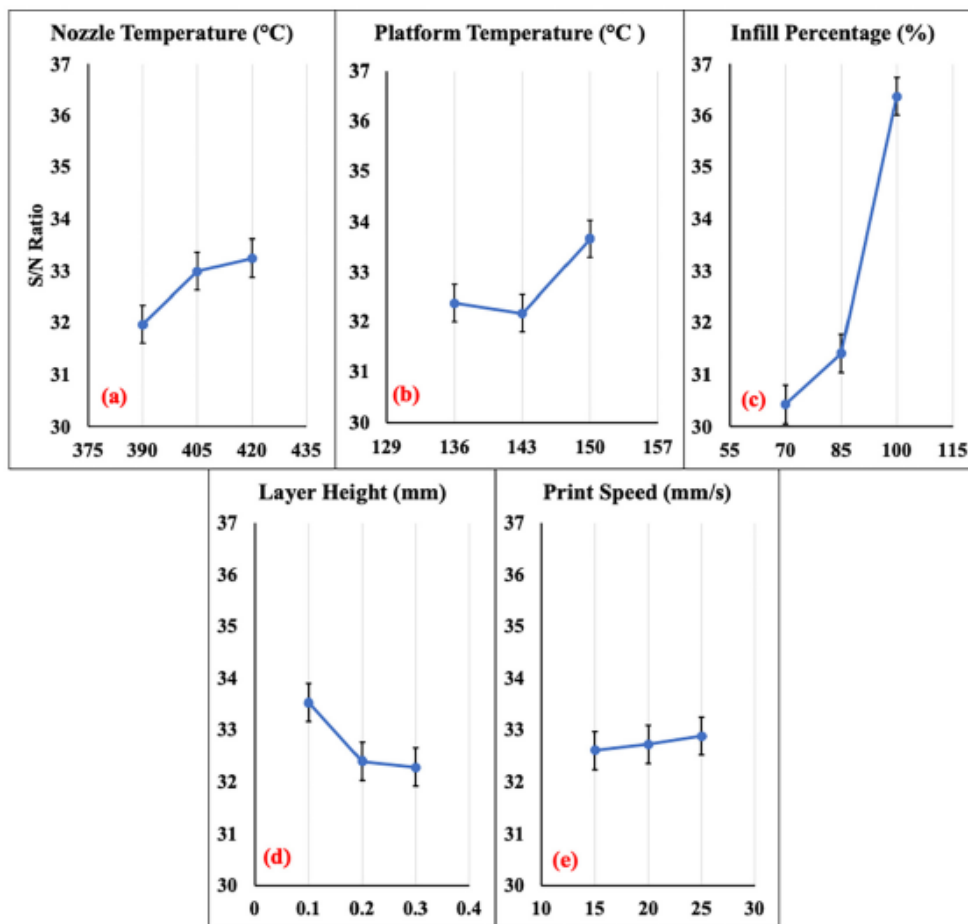 Nozzle Temperature (°C)
37
36
35
34
33
32
31
30
S/N Ratio
(a)
375 390 405 420 435
Platform Temperature (°C )
37
36
35
34
33
32
31
30
(b)
129 136 143 150 157
Infill Percentage (%)
37
36
35
34
33
32
31
30
(c)
55 70 85 100 115
Layer Height (mm)
37
36
35
34
33
32
31
30
(d)
0 0.1 0.2 0.3 0.4
Print Speed (mm/s)
37
36
35
34
33
32
31
30
(e)
10 15 20 25 30